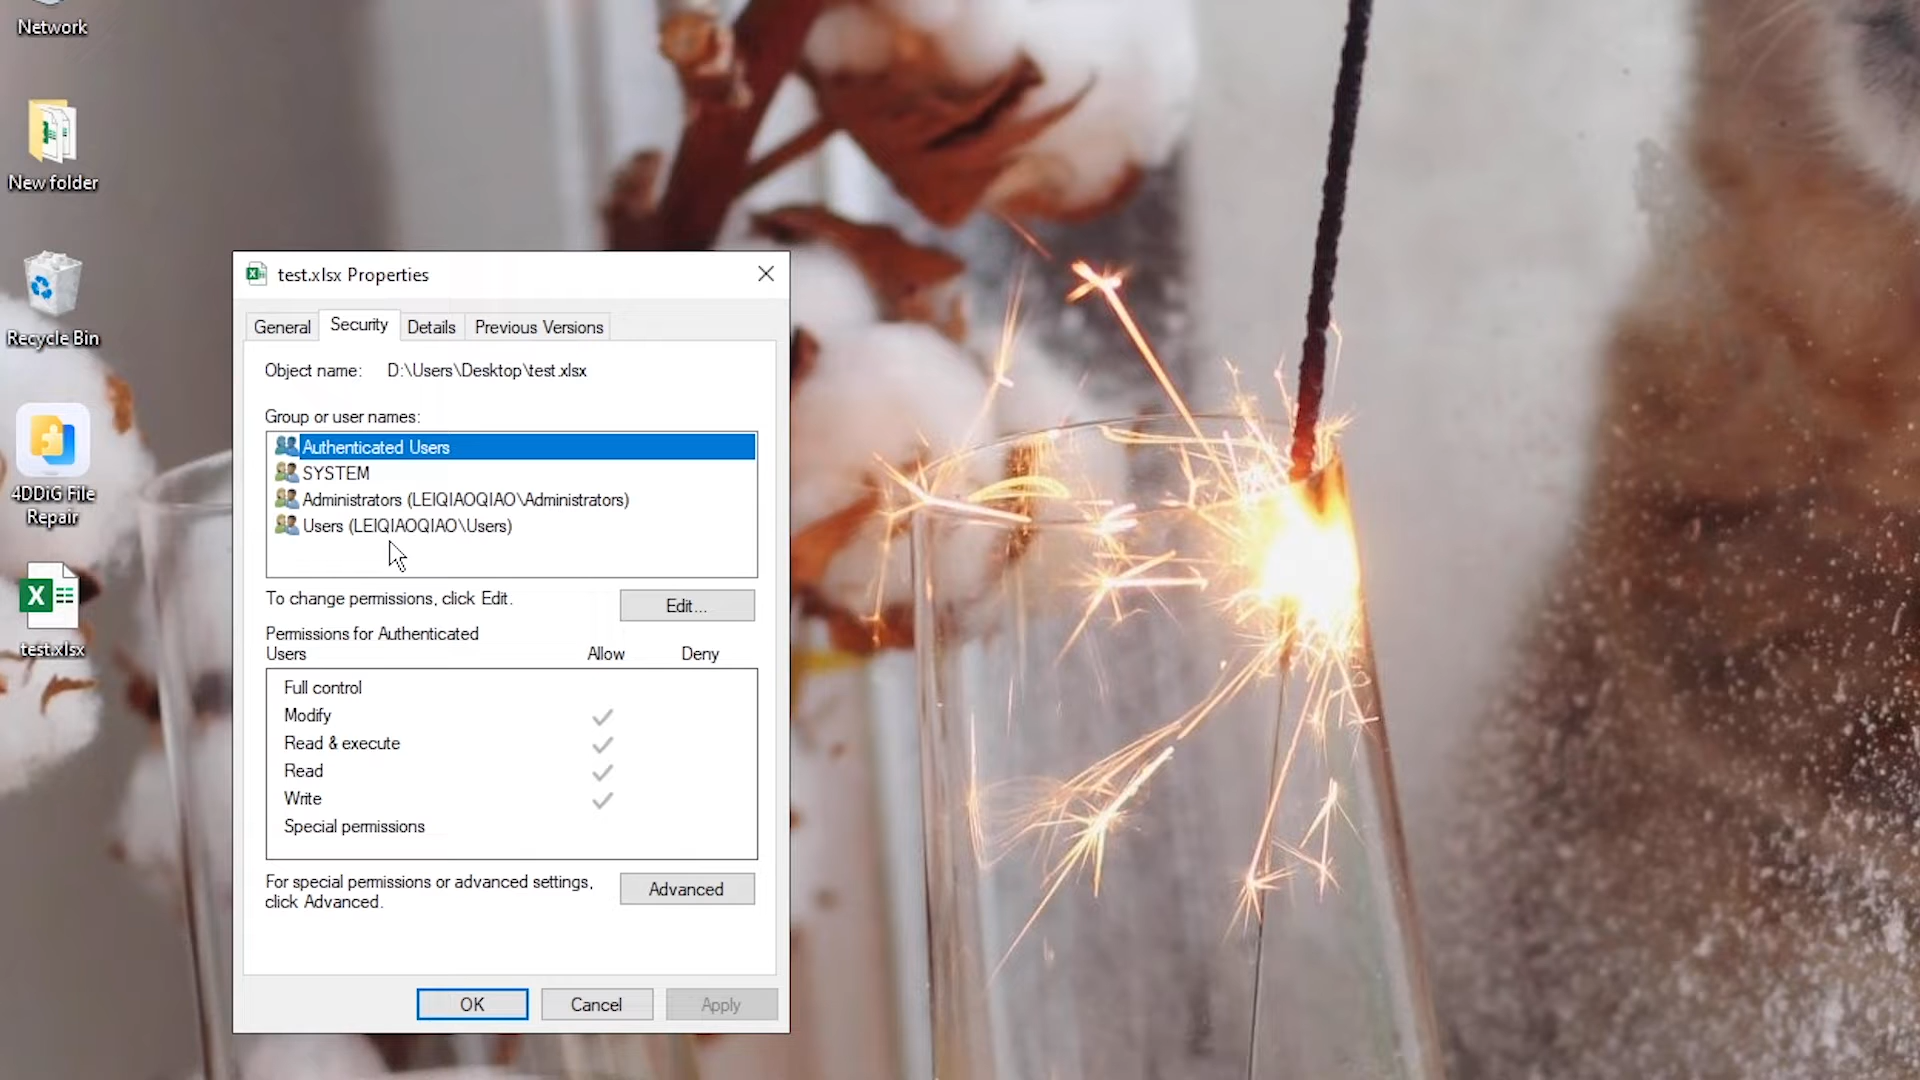 Network
New folder
Recycle Bin
4DDiG File
Repair
test.xlsx
test.xlsx Properties
General
Security
Details
Previous Versions
Object name: D:\Users\Desktop\test.xlsx
Group or user names:
Authenticated Users
SYSTEM
Administrators (LEIQIAOQIAO\Administrators)
Users (LEIQIAOQIAO\Users)
To change permissions, click Edit.
Edit...
Permissions for Authenticated
Users
Allow
Deny
Full control
Modify
Read & execute
Read
Write
Special permissions
For special permissions or advanced settings,
click Advanced.
Advanced
OK
Cancel
Apply